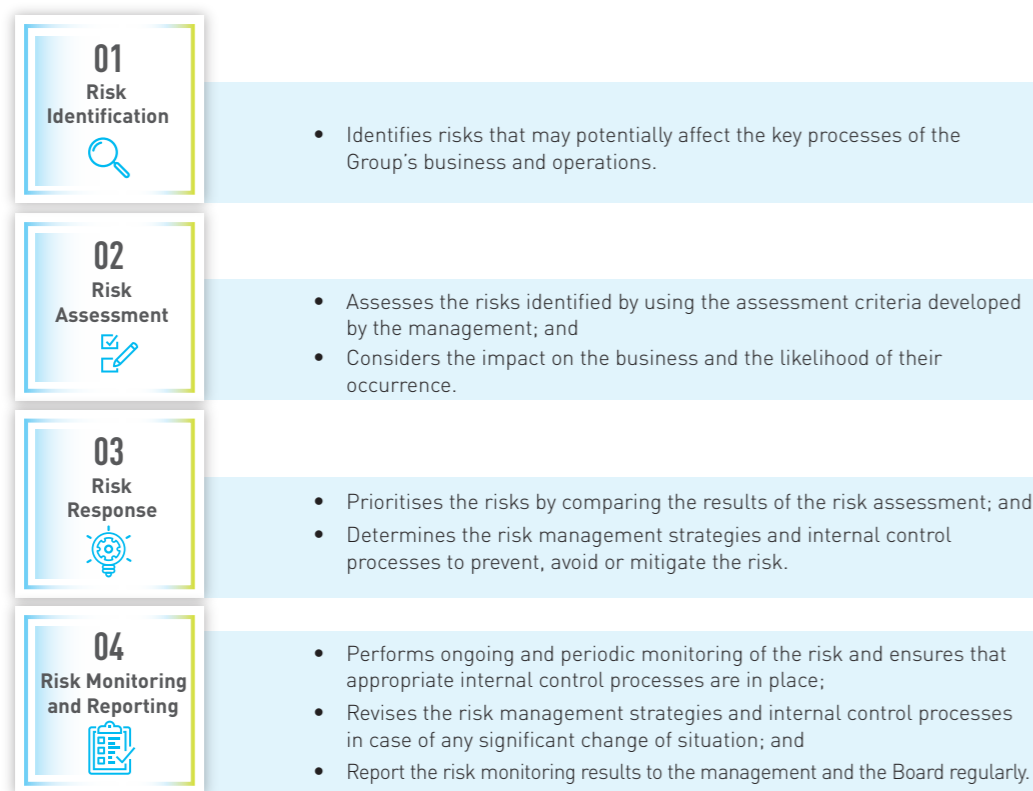 01
Risk
Identification
• Identifies risks that may potentially affect the key processes of the
Group’s business and operations.
02
Risk
Assessment
• Assesses the risks identified by using the assessment criteria developed
by the management; and
• Considers the impact on the business and the likelihood of their
occurrence.
03
Risk
Response
• Prioritises the risks by comparing the results of the risk assessment; and
• Determines the risk management strategies and internal control
processes to prevent, avoid or mitigate the risk.
04
Risk Monitoring
and Reporting
• Performs ongoing and periodic monitoring of the risk and ensures that
appropriate internal control processes are in place;
• Revises the risk management strategies and internal control processes
in case of any significant change of situation; and
• Report the risk monitoring results to the management and the Board regularly.